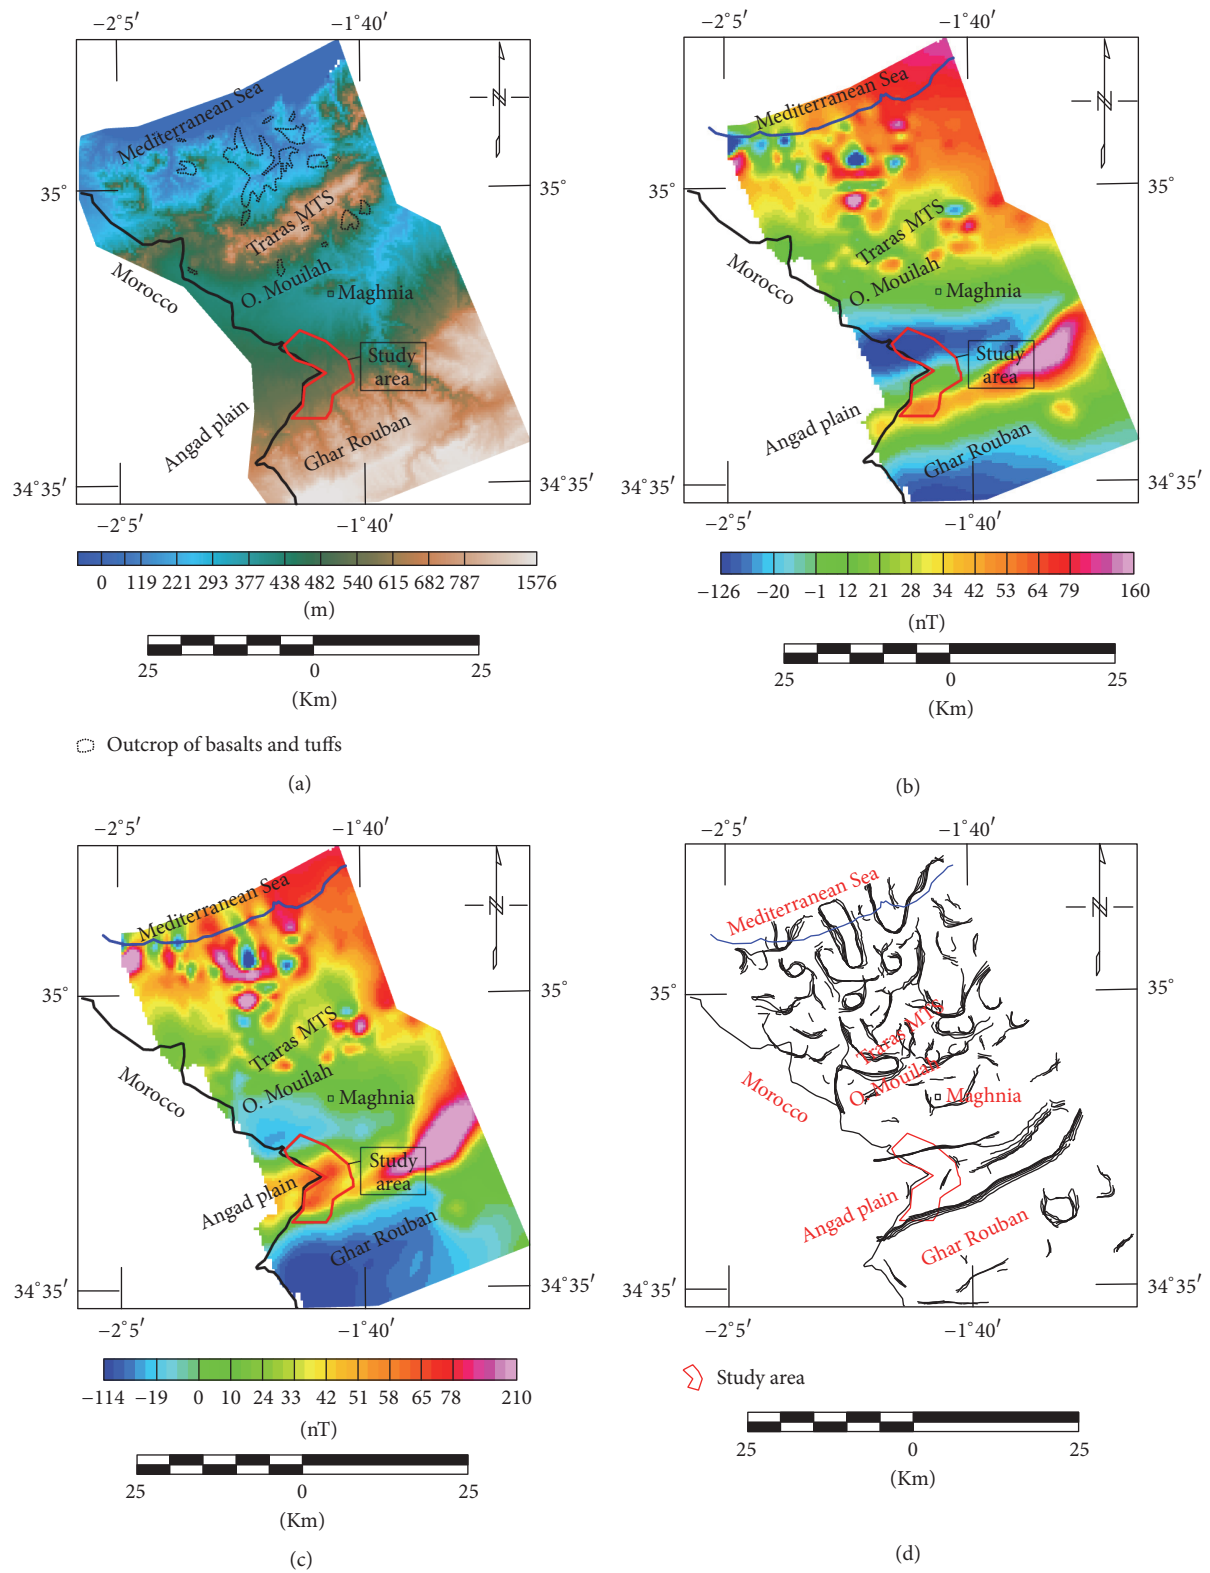 −2°5′ −1°40′
Mediterranean Sea
35° 35°
Traras MTS
Morocco
O. Mouilah
Maghnia
Study
area
Angad plain
Ghar Rouban
34°35′ 34°35′
−2°5′ −1°40′
0 119 221 293 377 438 482 540 615 682 787 1576
(m)
25 0 25
(Km)
Outcrop of basalts and tuffs
(a)
−2°5′ −1°40′
N
Mediterranean Sea
35° 35°
Traras MTS
Morocco
O. Mouilah
Maghnia
Study
area
Angad plain
Ghar Rouban
34°35′ 34°35′
−2°5′ −1°40′
−126 −20 −1 12 21 28 34 42 53 64 79 160
(nT)
25 0 25
(Km)
(b)
−2°5′ −1°40′
N
Mediterranean Sea
35° 35°
Traras MTS
Morocco
O. Mouilah
Maghnia
Study
area
Angad plain
Ghar Rouban
34°35′ 34°35′
−2°5′ −1°40′
−114 −19 0 10 24 33 42 51 58 65 78 210
(nT)
25 0 25
(Km)
(c)
−2°5′ −1°40′
N
Mediterranean Sea
35° 35°
Traras MTS
Morocco
O. Mouilah
Maghnia
Angad plain
Ghar Rouban
34°35′ 34°35′
−2°5′ −1°40′
Study area
25 0 25
(Km)
(d)